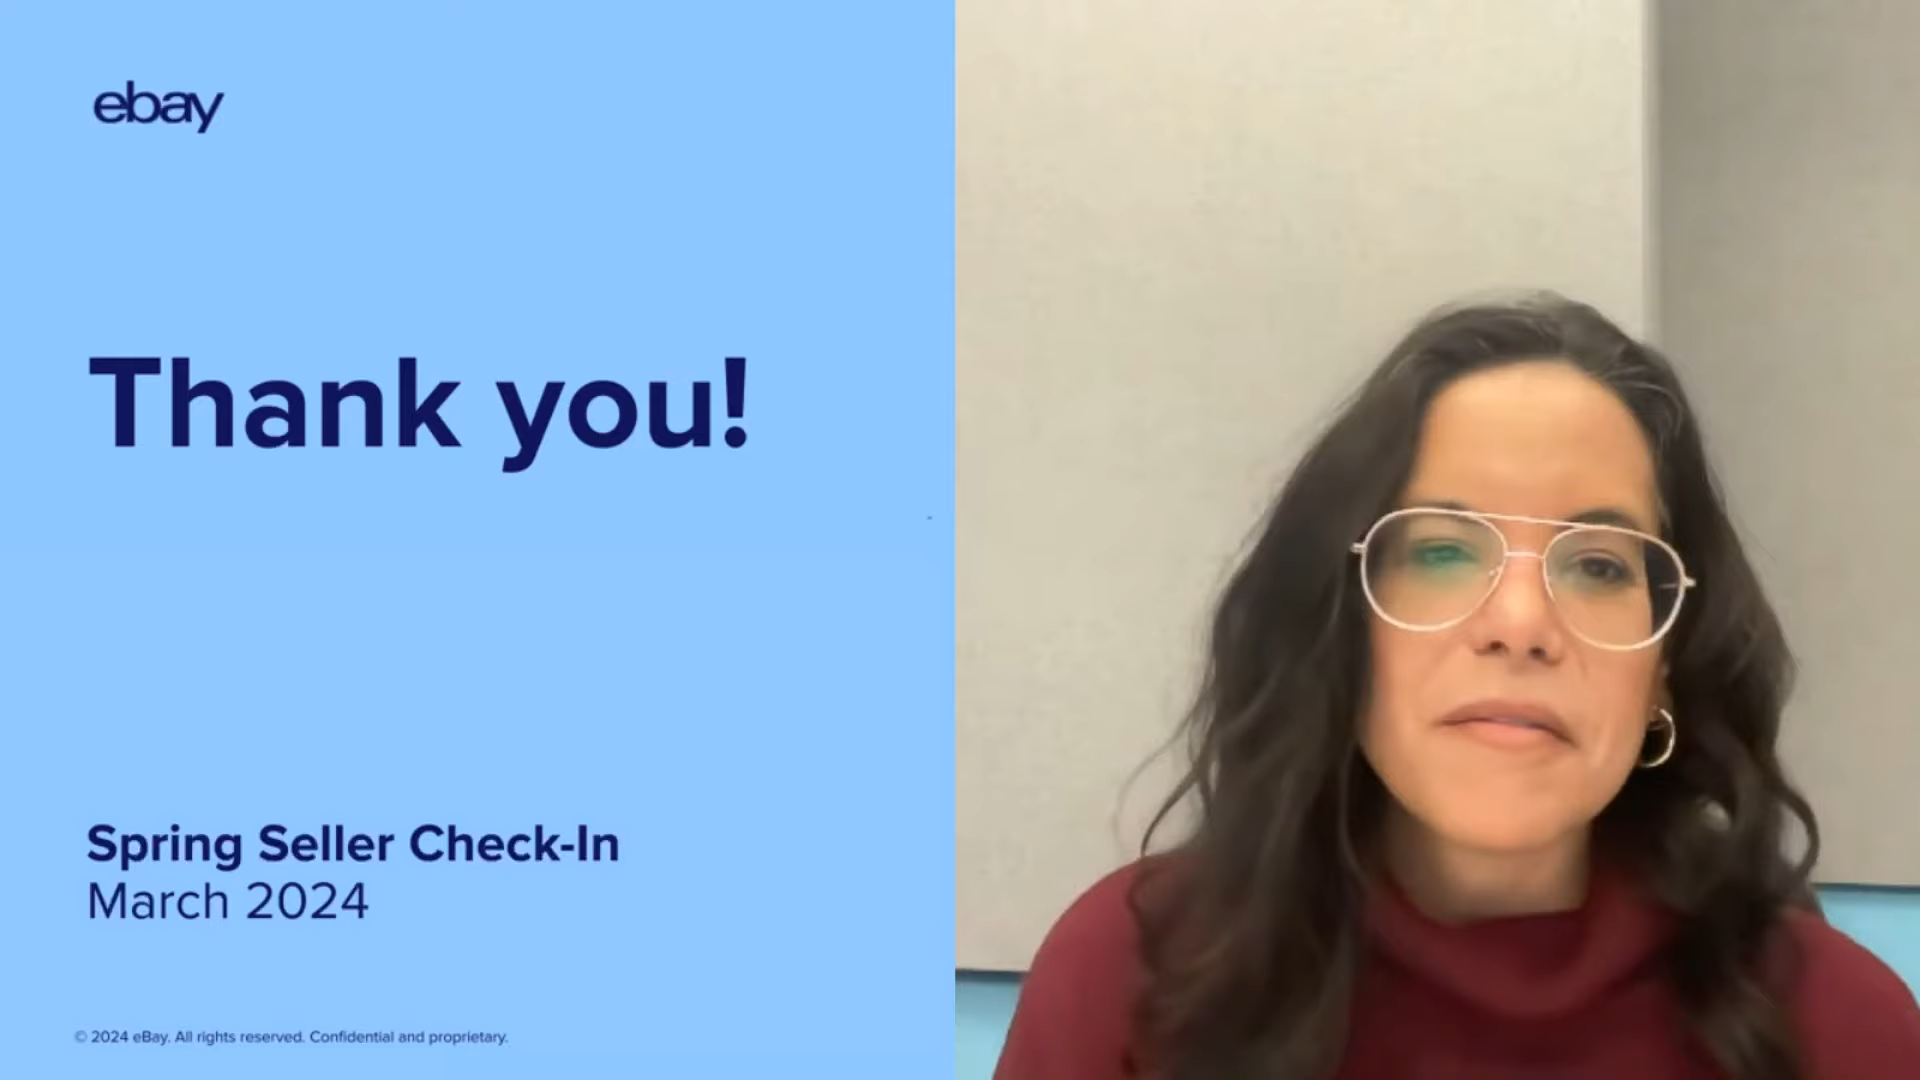 ebay
Thank you!
Spring Seller Check-In
March 2024
© 2024 eBay. All rights reserved. Confidential and proprietary.